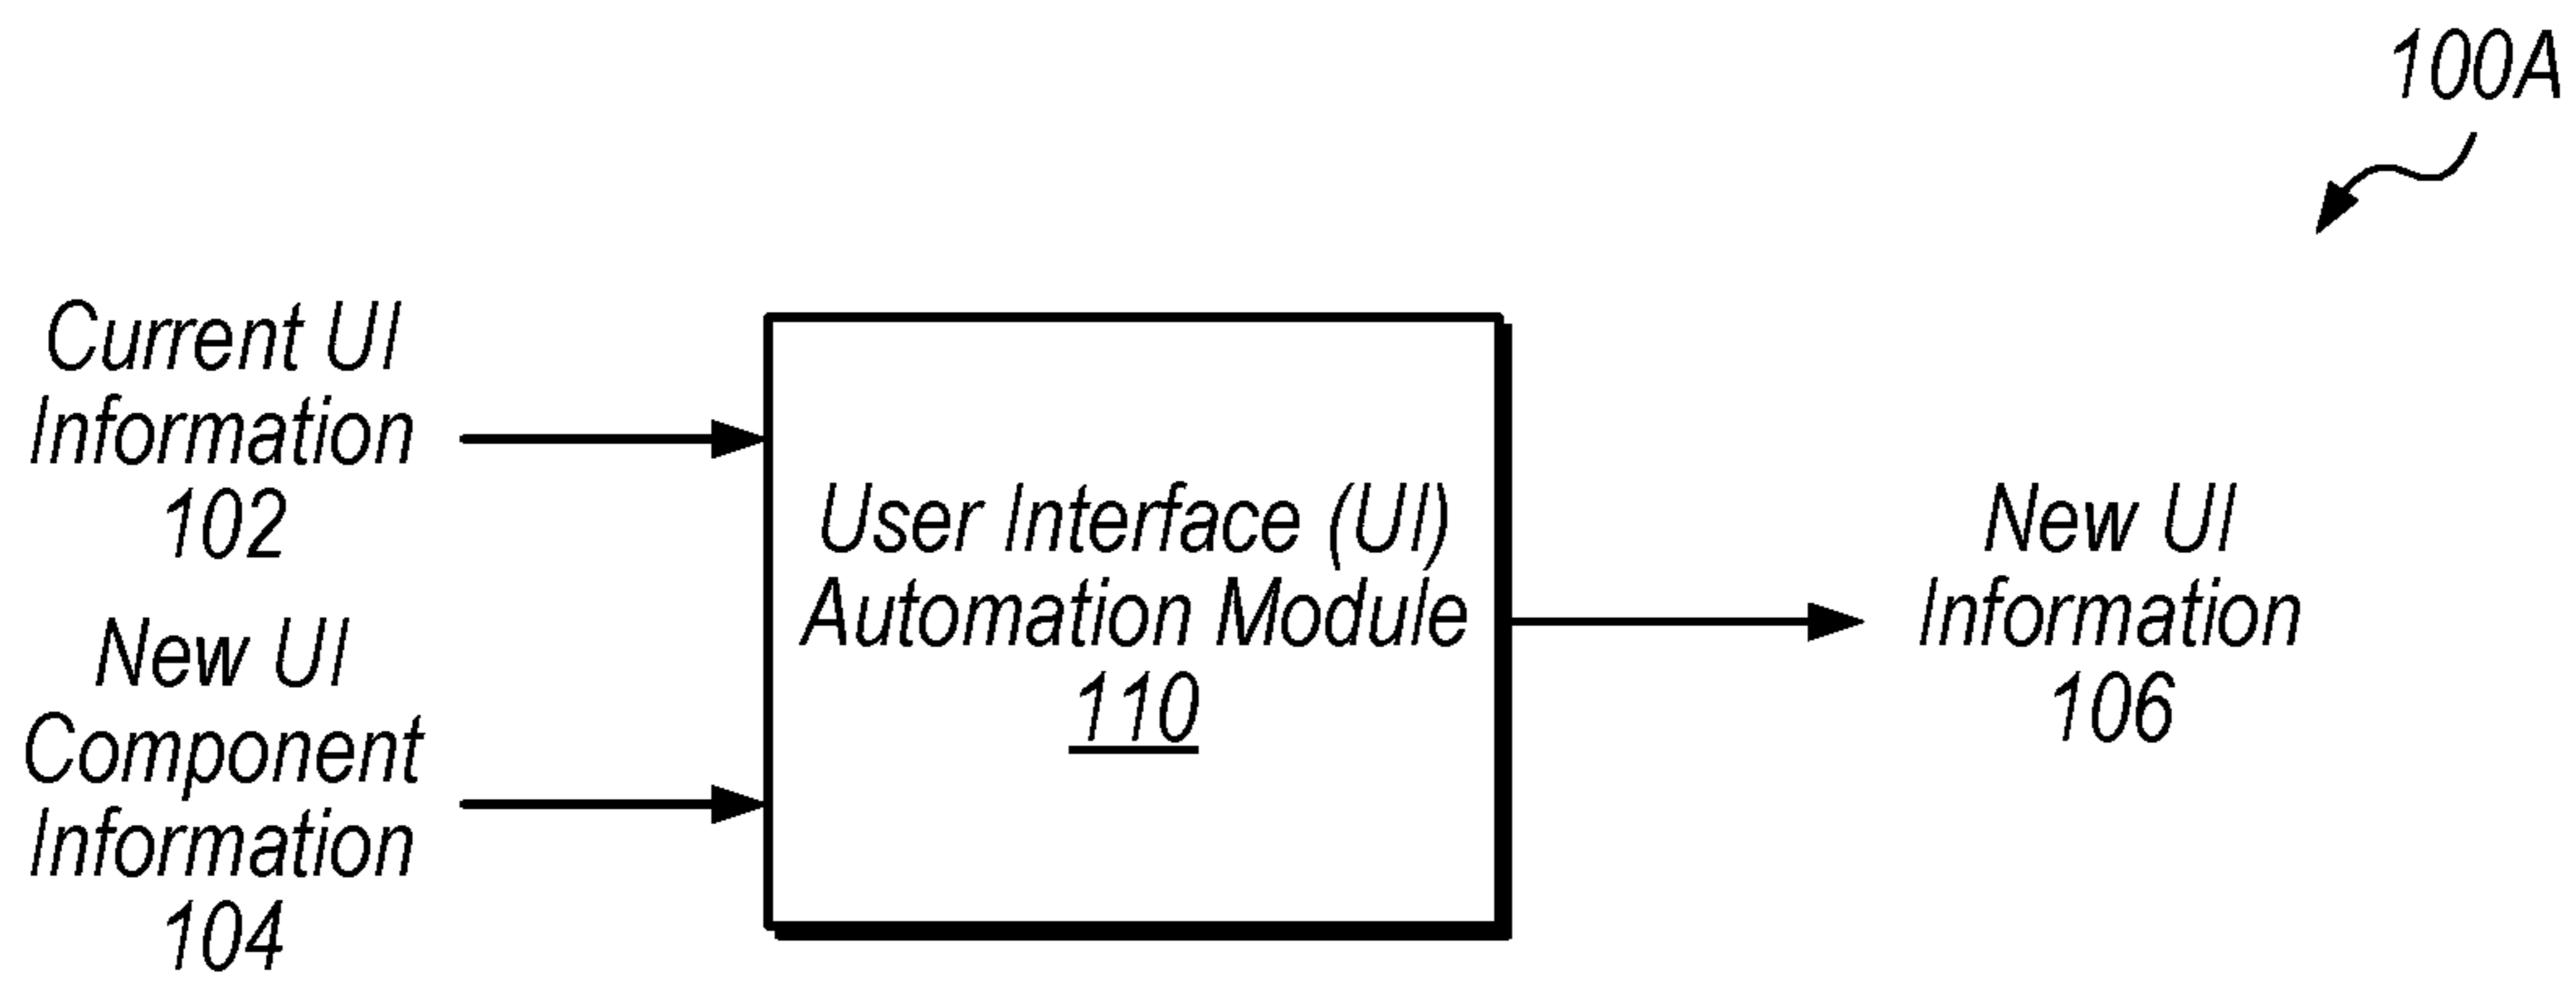 100A
Current UI
Information
102
New UI
Component
Information
104
User Interface (UI)
Automation Module
110
New UI
Information
106